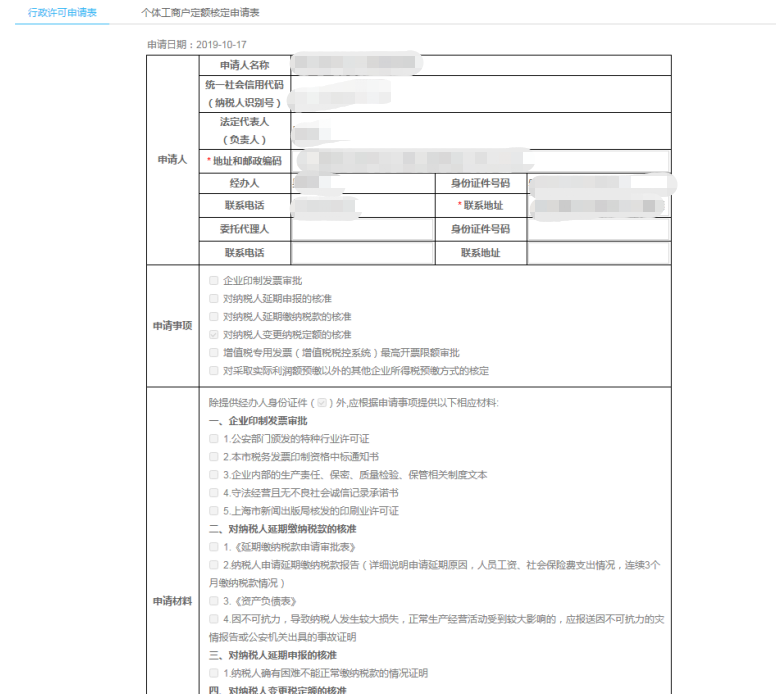 行政许可申请表 个体工商户定额核定申请表
申请日期：2019-10-17
申请人
申请人名称
统一社会信用代码
（纳税人识别号）
法定代表人
（负责人）
*地址和邮政编码
经办人 身份证件号码
联系电话 *联系地址
委托代理人 身份证件号码
联系电话 联系地址
申请事项
企业印制发票审批
对纳税人延期申报的核准
对纳税人延期缴纳税款的核准
对纳税人变更纳税定额的核准
增值税专用发票（增值税税控系统）最高开票限额审批
对采取实际利润额预缴以外的其他企业所得税预缴方式的核定
申请材料
除提供经办人身份证件（）外,应根据申请事项提供以下相应材料:
一、企业印制发票审批
1.公安部门颁发的特种行业许可证
2.本市税务发票印制资格中标通知书
3.企业内部的生产责任、保密、质量检验、保管相关制度文本
4.守法经营且无不良社会诚信记录承诺书
5.上海市新闻出版局核发的印刷业许可证
二、对纳税人延期缴纳税款的核准
1.《延期缴纳税款申请审批表》
2.纳税人申请延期缴纳税款报告（详细说明申请延期原因，人员工资、社会保险费支出情况，连续3个
月缴纳税款情况）
3.《资产负债表》
4.因不可抗力，导致纳税人发生较大损失，正常生产经营活动受到较大影响的，应报送因不可抗力的灾
情报告或公安机关出具的事故证明
三、对纳税人延期申报的核准
1.纳税人确有困难不能正常缴纳税款的情况证明
四、对纳税人变更税定额的核准